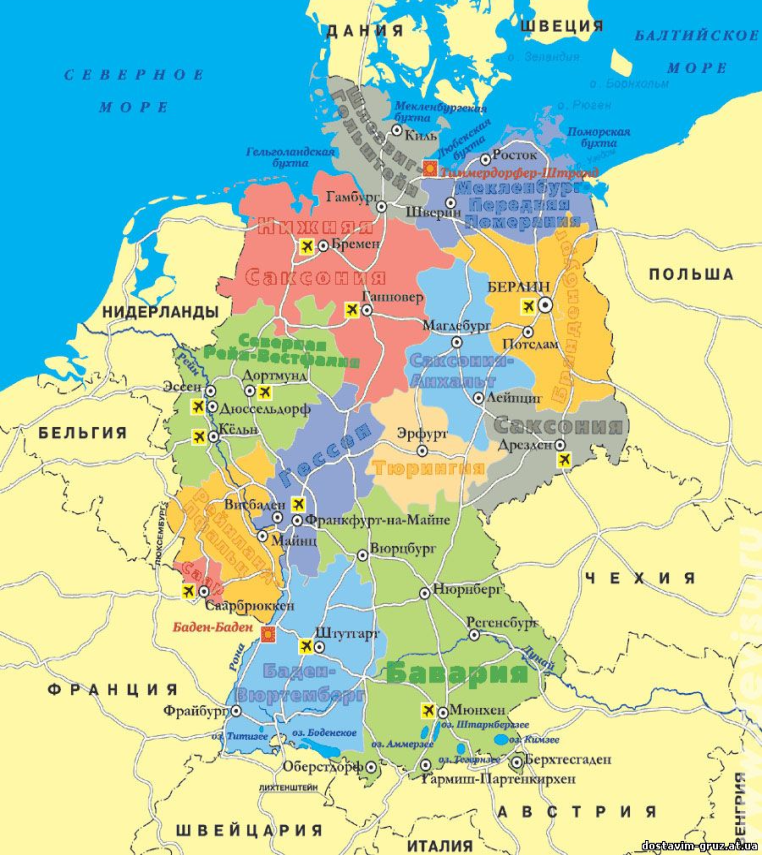 ДАНИЯ
ШВЕЦИЯ
БАЛТИЙСКОЕ
МОРЕ
СЕВЕРНОЕ
МОРЕ
о. Зеландия
о. Борнхольм
о. Рюген
Шлезвиг-
Гольштейн
Мекленбургская
бухта
Киль
Любекская
бухта
Поморская
бухта
Гельголандская
бухта
Росток
Тиммердорфер-Штранд
Мекленбург
Передняя
Померания
Гамбург
Шверин
Нижняя
Саксония
Бремен
Бранденбург
ПОЛЬША
БЕРЛИН
Ганновер
НИДЕРЛАНДЫ
Магдебург
Потсдам
Северная
Рейн-Вестфалия
Рейн
Саксония-
Анхальт
Эссен
Дортмунд
Лейпциг
Дюссельдорф
Саксония
БЕЛЬГИЯ
Кёльн
Эрфурт
Дрезден
Гессен
Тюрингия
Рейнланд
Пфальц
Висбаден
Франкфурт-на-Майне
ЛЮКСЕМБУРГ
Майнц
Вюрцбург
Саар
ЧЕХИЯ
Саарбрюккен
Нюрнберг
Баден-Баден
Регенсбург
Штутгарт
Рона
Дунай
Баден-
Вюртемберг
Бавария
ФРАНЦИЯ
Фрайбург
Мюнхен
оз. Титизее
оз. Боденское
оз. Штарнбергзее
оз. Аммерзее
оз. Кимзее
оз. Тегернзее
Оберстдорф
Берхтесгаден
Гармиш-Партенкирхен
ЛИХТЕНШТЕЙН
АВСТРИЯ
ВЕНГРИЯ
ШВЕЙЦАРИЯ
ИТАЛИЯ
dostavim-gruz.at.ua